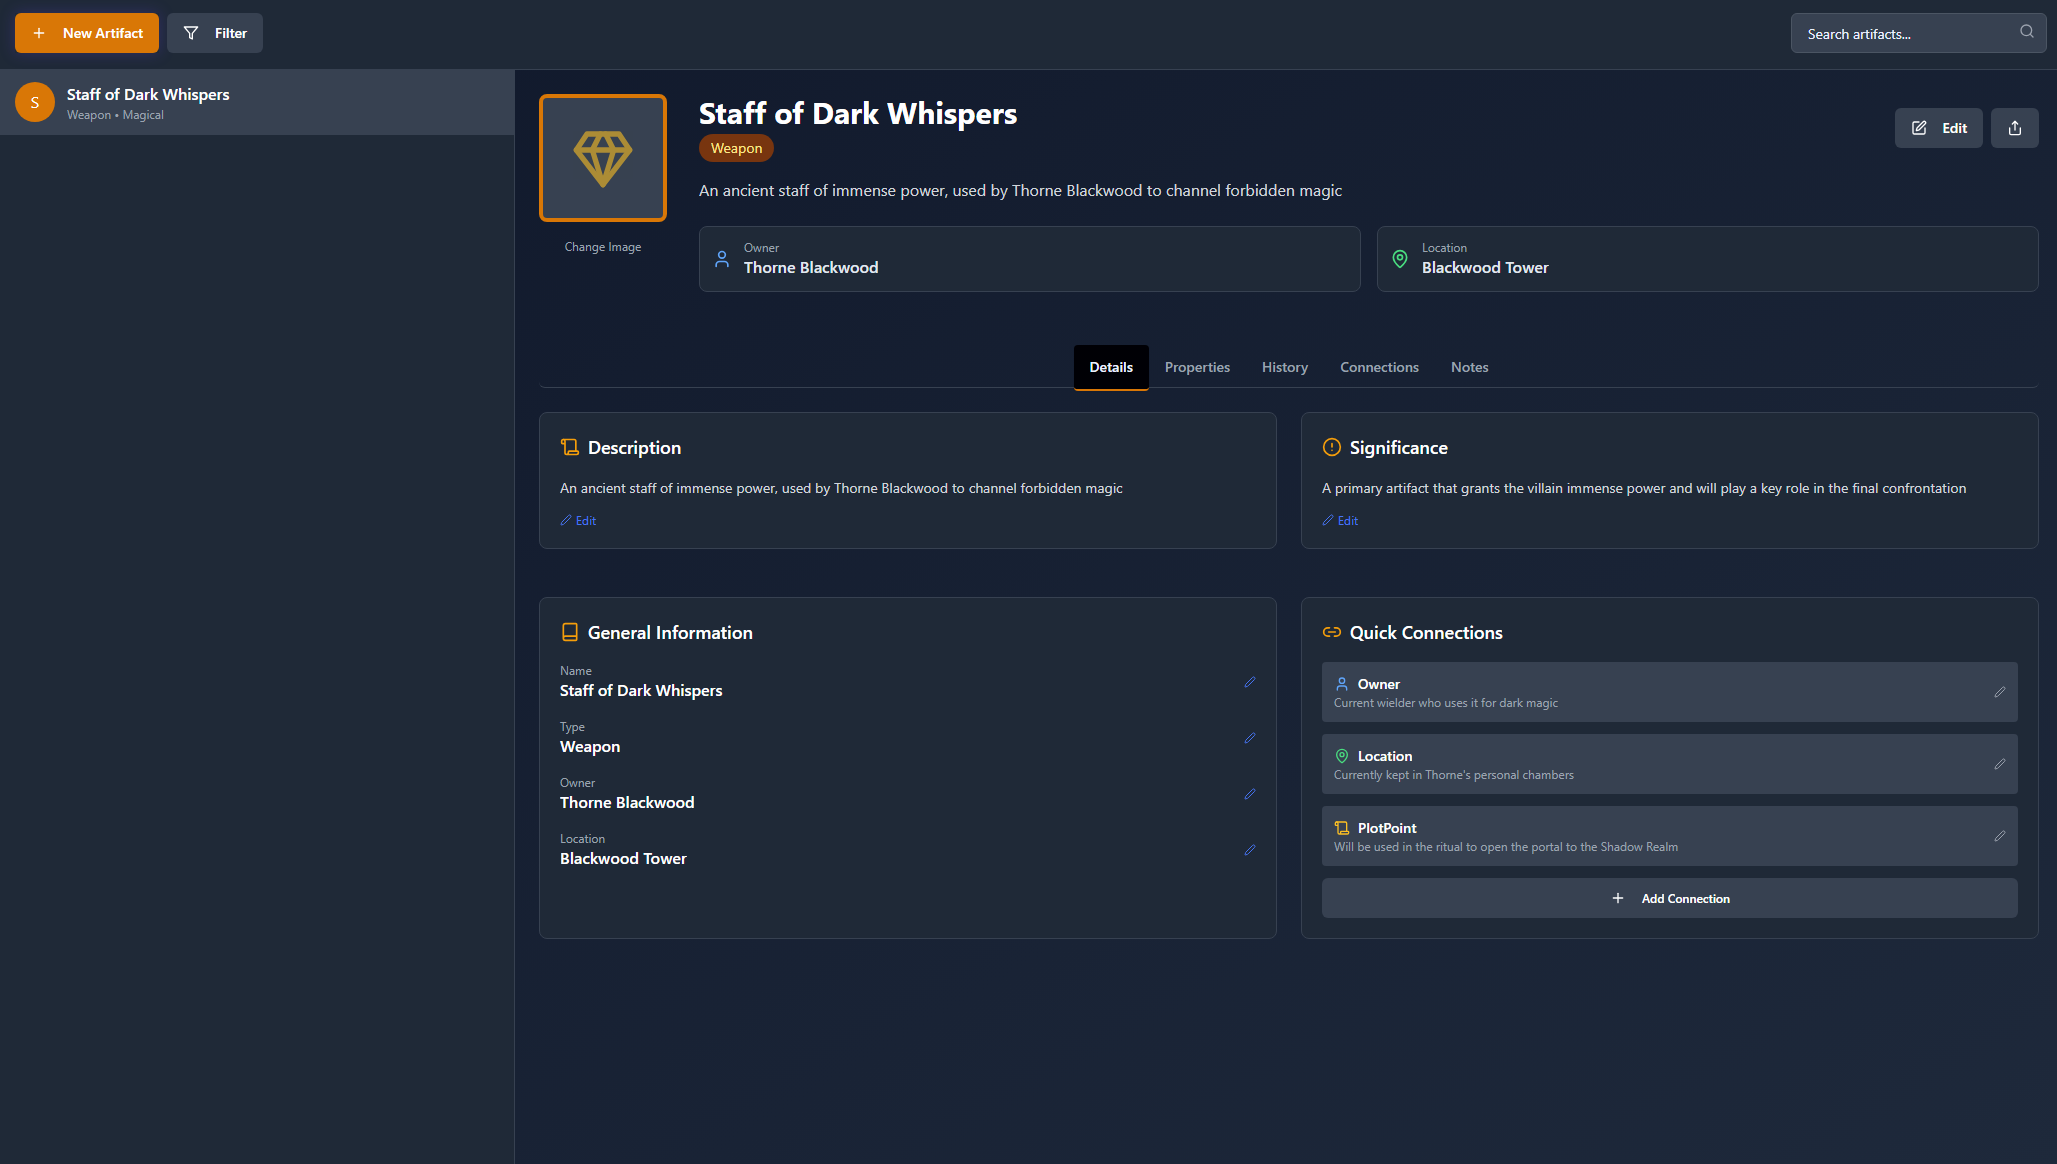 New Artifact
Filter
Search artifacts...
S
Staff of Dark Whispers
Weapon • Magical
Staff of Dark Whispers
Weapon
Edit
An ancient staff of immense power, used by Thorne Blackwood to channel forbidden magic
Change Image
Owner
Thorne Blackwood
Location
Blackwood Tower
Details
Properties
History
Connections
Notes
Description
An ancient staff of immense power, used by Thorne Blackwood to channel forbidden magic
Edit
Significance
A primary artifact that grants the villain immense power and will play a key role in the final confrontation
Edit
General Information
Name
Staff of Dark Whispers
Type
Weapon
Owner
Thorne Blackwood
Location
Blackwood Tower
Quick Connections
Owner
Current wielder who uses it for dark magic
Location
Currently kept in Thorne's personal chambers
PlotPoint
Will be used in the ritual to open the portal to the Shadow Realm
Add Connection